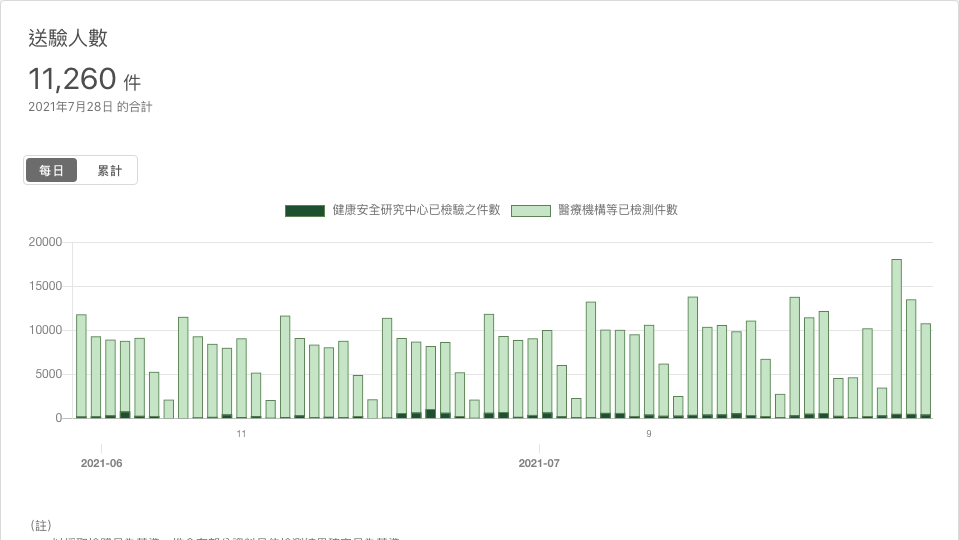 送驗人數
11,260 件
2021年7月28日 的合計
每日 累計
健康安全研究中心已檢驗之件數 醫療機構等已檢測件數
20000
15000
10000
5000
0
11 9
2021-06 2021-07
(註)